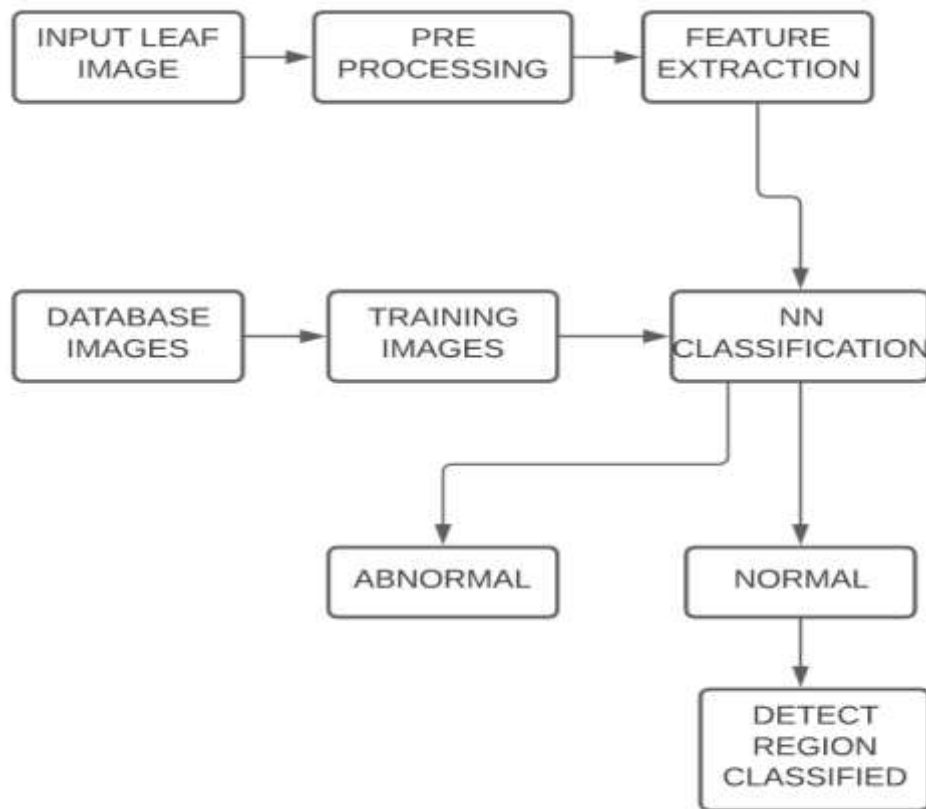 INPUT LEAF
IMAGE
PRE
PROCESSING
FEATURE
EXTRACTION
DATABASE
IMAGES
TRAINING
IMAGES
NN
CLASSIFICATION
ABNORMAL
NORMAL
DETECT
REGION
CLASSIFIED